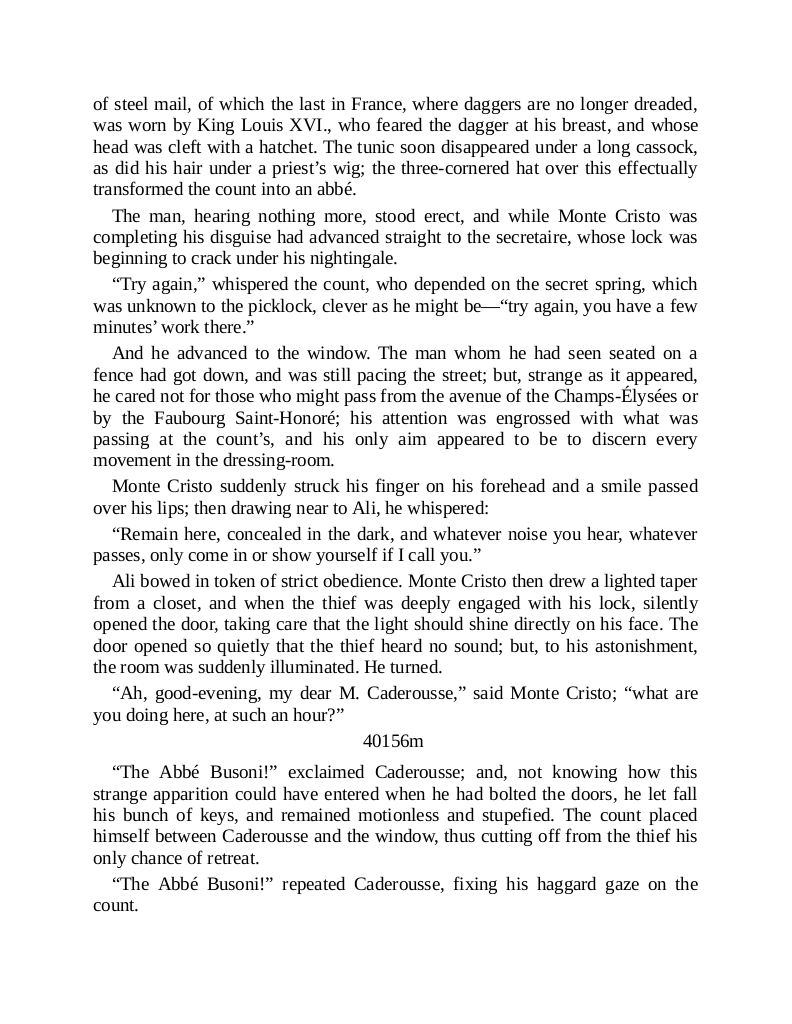 of steel mail, of which the last in France, where daggers are no longer dreaded,
was worn by King Louis XVI., who feared the dagger at his breast, and whose
head was cleft with a hatchet. The tunic soon disappeared under a long cassock,
as did his hair under a priest’s wig; the three-cornered hat over this effectually
transformed the count into an abbé.
The man, hearing nothing more, stood erect, and while Monte Cristo was
completing his disguise had advanced straight to the secretaire, whose lock was
beginning to crack under his nightingale.
“Try again,” whispered the count, who depended on the secret spring, which
was unknown to the picklock, clever as he might be—“try again, you have a few
minutes’ work there.”
And he advanced to the window. The man whom he had seen seated on a
fence had got down, and was still pacing the street; but, strange as it appeared,
he cared not for those who might pass from the avenue of the Champs-Élysées or
by the Faubourg Saint-Honoré; his attention was engrossed with what was
passing at the count’s, and his only aim appeared to be to discern every
movement in the dressing-room.
Monte Cristo suddenly struck his finger on his forehead and a smile passed
over his lips; then drawing near to Ali, he whispered:
“Remain here, concealed in the dark, and whatever noise you hear, whatever
passes, only come in or show yourself if I call you.”
Ali bowed in token of strict obedience. Monte Cristo then drew a lighted taper
from a closet, and when the thief was deeply engaged with his lock, silently
opened the door, taking care that the light should shine directly on his face. The
door opened so quietly that the thief heard no sound; but, to his astonishment,
the room was suddenly illuminated. He turned.
“Ah, good-evening, my dear M. Caderousse,” said Monte Cristo; “what are
you doing here, at such an hour?”
40156m
“The Abbé Busoni!” exclaimed Caderousse; and, not knowing how this
strange apparition could have entered when he had bolted the doors, he let fall
his bunch of keys, and remained motionless and stupefied. The count placed
himself between Caderousse and the window, thus cutting off from the thief his
only chance of retreat.
“The Abbé Busoni!” repeated Caderousse, fixing his haggard gaze on the
count.